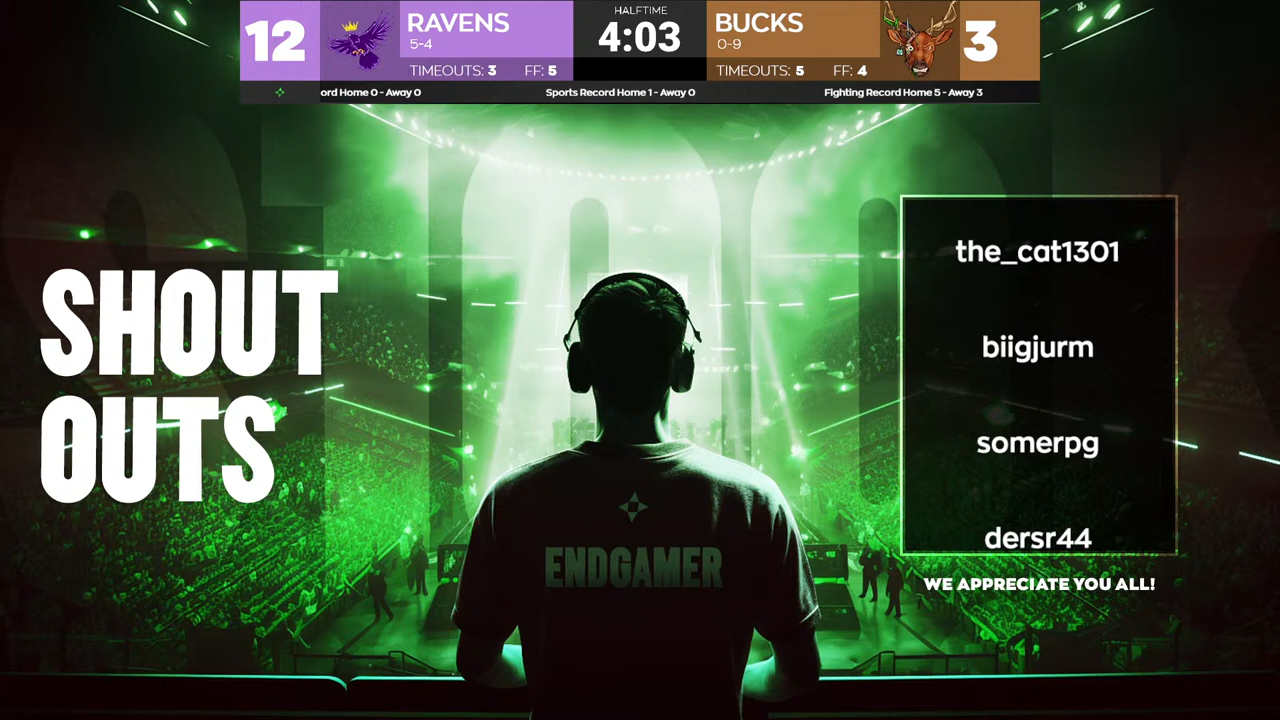 12
RAVENS
5-4
TIMEOUTS: 3 FF: 5
HALFTIME
4:03
BUCKS
0-9
TIMEOUTS: 5 FF: 4
3
ord Home 0 - Away 0 Sports Record Home 1 - Away 0 Fighting Record Home 5 - Away 3
SHOUT
OUTS
the_cat1301
biigjurm
somerpg
dersr44
WE APPRECIATE YOU ALL!
ENDGAMER